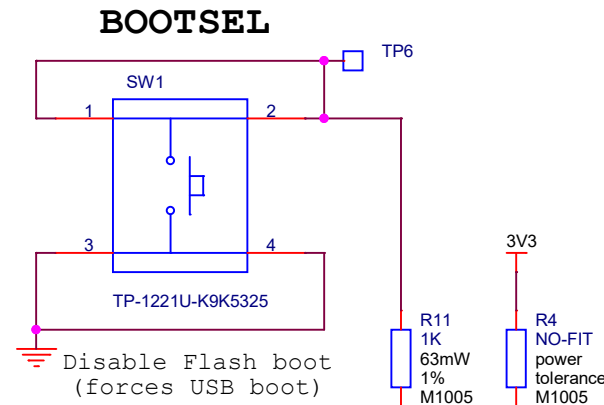 BOOTSEL
TP6
SW1
1
2
3
4
TP-1221U-K9K5325
Disable Flash boot
(forces USB boot)
R11
1K
63mW
1%
M1005
3V3
R4
NO-FIT
power
tolerance
M1005